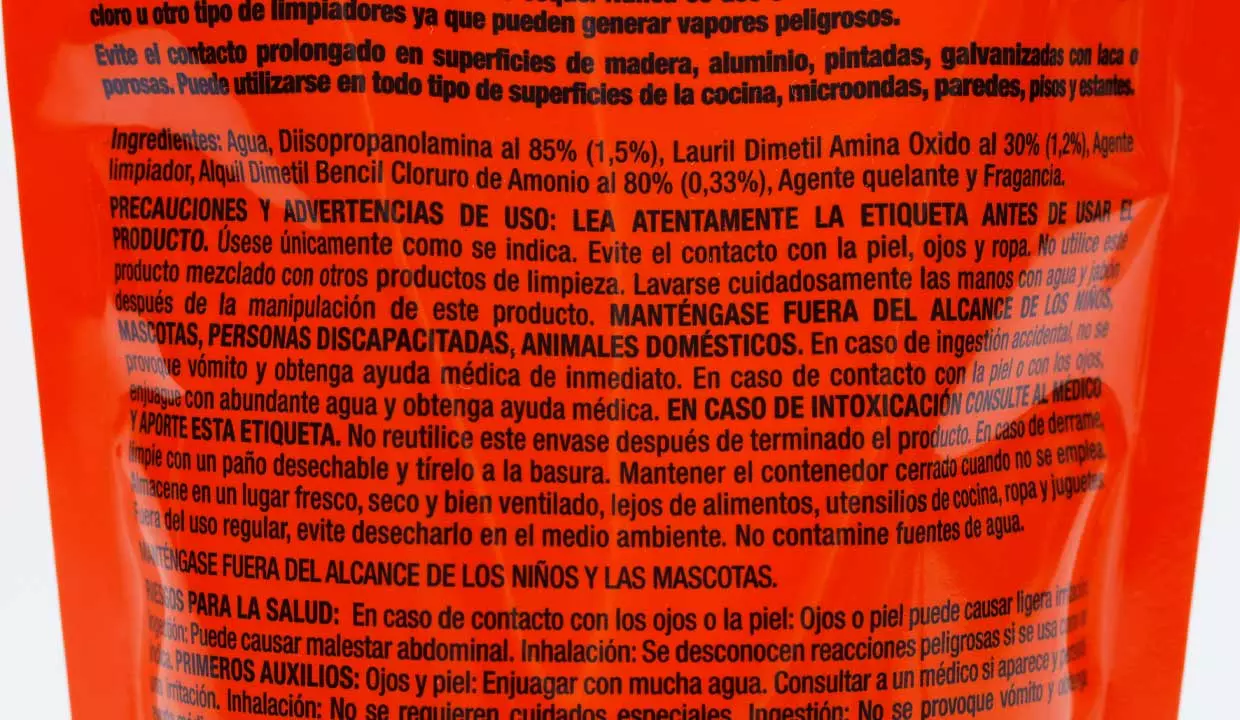 cloro u otro tipo de limpiadores ya que pueden generar vapores peligrosos.
Evite el contacto prolongado en superficies de madera, aluminio, pintadas, galvanizadas con laca o
porosas. Puede utilizarse en todo tipo de superficies de la cocina, microondas, paredes, pisos y estantes.
Ingredientes: Agua, Diisopropanolamina al 85% (1,5%), Lauril Dimetil Amina Oxido al 30% (1,2%), Agente
limpiador, Alquil Dimetil Bencil Cloruro de Amonio al 80% (0,33%), Agente quelante y Fragancia.
PRECAUCIONES Y ADVERTENCIAS DE USO: LEA ATENTAMENTE LA ETIQUETA ANTES DE USAR EL
PRODUCTO. Úsese únicamente como se indica. Evite el contacto con la piel, ojos y ropa. No utilice este
producto mezclado con otros productos de limpieza. Lavarse cuidadosamente las manos con agua y jabón
después de la manipulación de este producto. MANTÉNGASE FUERA DEL ALCANCE DE LOS NIÑOS,
MASCOTAS, PERSONAS DISCAPACITADAS, ANIMALES DOMÉSTICOS. En caso de ingestión accidental, no se
provoque vómito y obtenga ayuda médica de inmediato. En caso de contacto con la piel o con los ojos,
enjuague con abundante agua y obtenga ayuda médica. EN CASO DE INTOXICACIÓN CONSULTE AL MÉDICO
Y APORTE ESTA ETIQUETA. No reutilice este envase después de terminado el producto. En caso de derrame,
limpie con un paño desechable y tírelo a la basura. Mantener el contenedor cerrado cuando no se emplea.
Almacene en un lugar fresco, seco y bien ventilado, lejos de alimentos, utensilios de cocina, ropa y juguetes.
Fuera del uso regular, evite desecharlo en el medio ambiente. No contamine fuentes de agua.
MANTÉNGASE FUERA DEL ALCANCE DE LOS NIÑOS Y LAS MASCOTAS.
RIESGOS PARA LA SALUD: En caso de contacto con los ojos o la piel: Ojos o piel puede causar ligera
Ingestión: Puede causar malestar abdominal. Inhalación: Se desconocen reacciones peligrosas si se usa como
indica. PRIMEROS AUXILIOS: Ojos y piel: Enjuagar con mucha agua. Consultar a un médico si aparece y
una irritación. Inhalación: No se requieren cuidados especiales. Ingestión: No se provoque vómito y